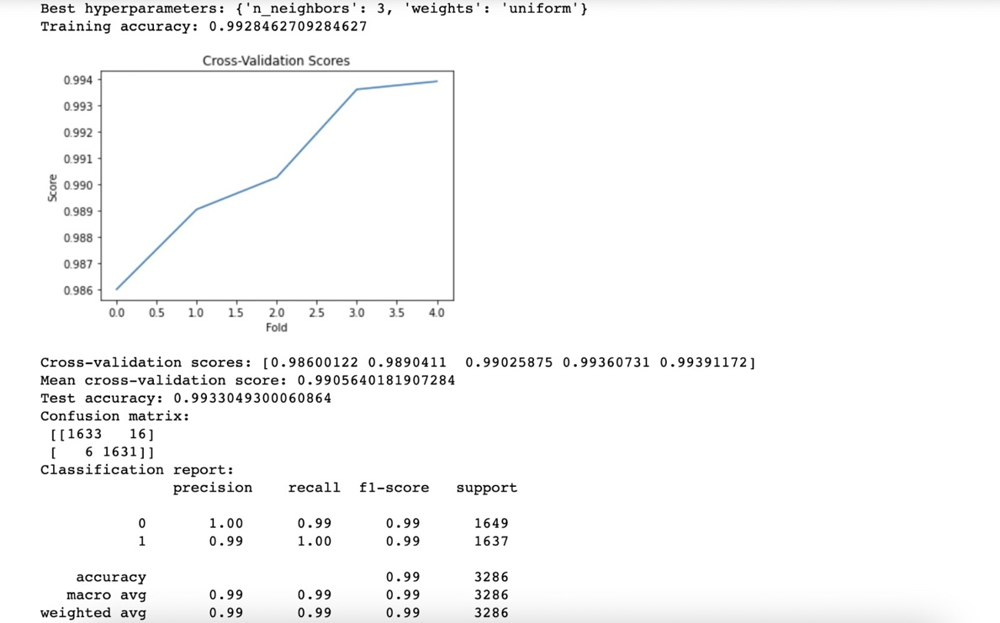 Best hyperparameters: {'n_neighbors': 3, 'weights': 'uniform'}
Training accuracy: 0.9928462709284627
Cross-Validation Scores
0.994
0.993
0.992
0.991
0.990
0.989
0.988
0.987
0.986
Score
0.0 0.5 1.0 1.5 2.0 2.5 3.0 3.5 4.0
Fold
Cross-validation scores: [0.98600122 0.9890411  0.99025875 0.99360731 0.99391172]
Mean cross-validation score: 0.9905640181907284
Test accuracy: 0.9933049300060864
Confusion matrix:
[[1633   16]
[   6 1631]]
Classification report:
precision recall f1-score support
0 1.00 0.99 0.99 1649
1 0.99 1.00 0.99 1637
accuracy 0.99 3286
macro avg 0.99 0.99 0.99 3286
weighted avg 0.99 0.99 0.99 3286